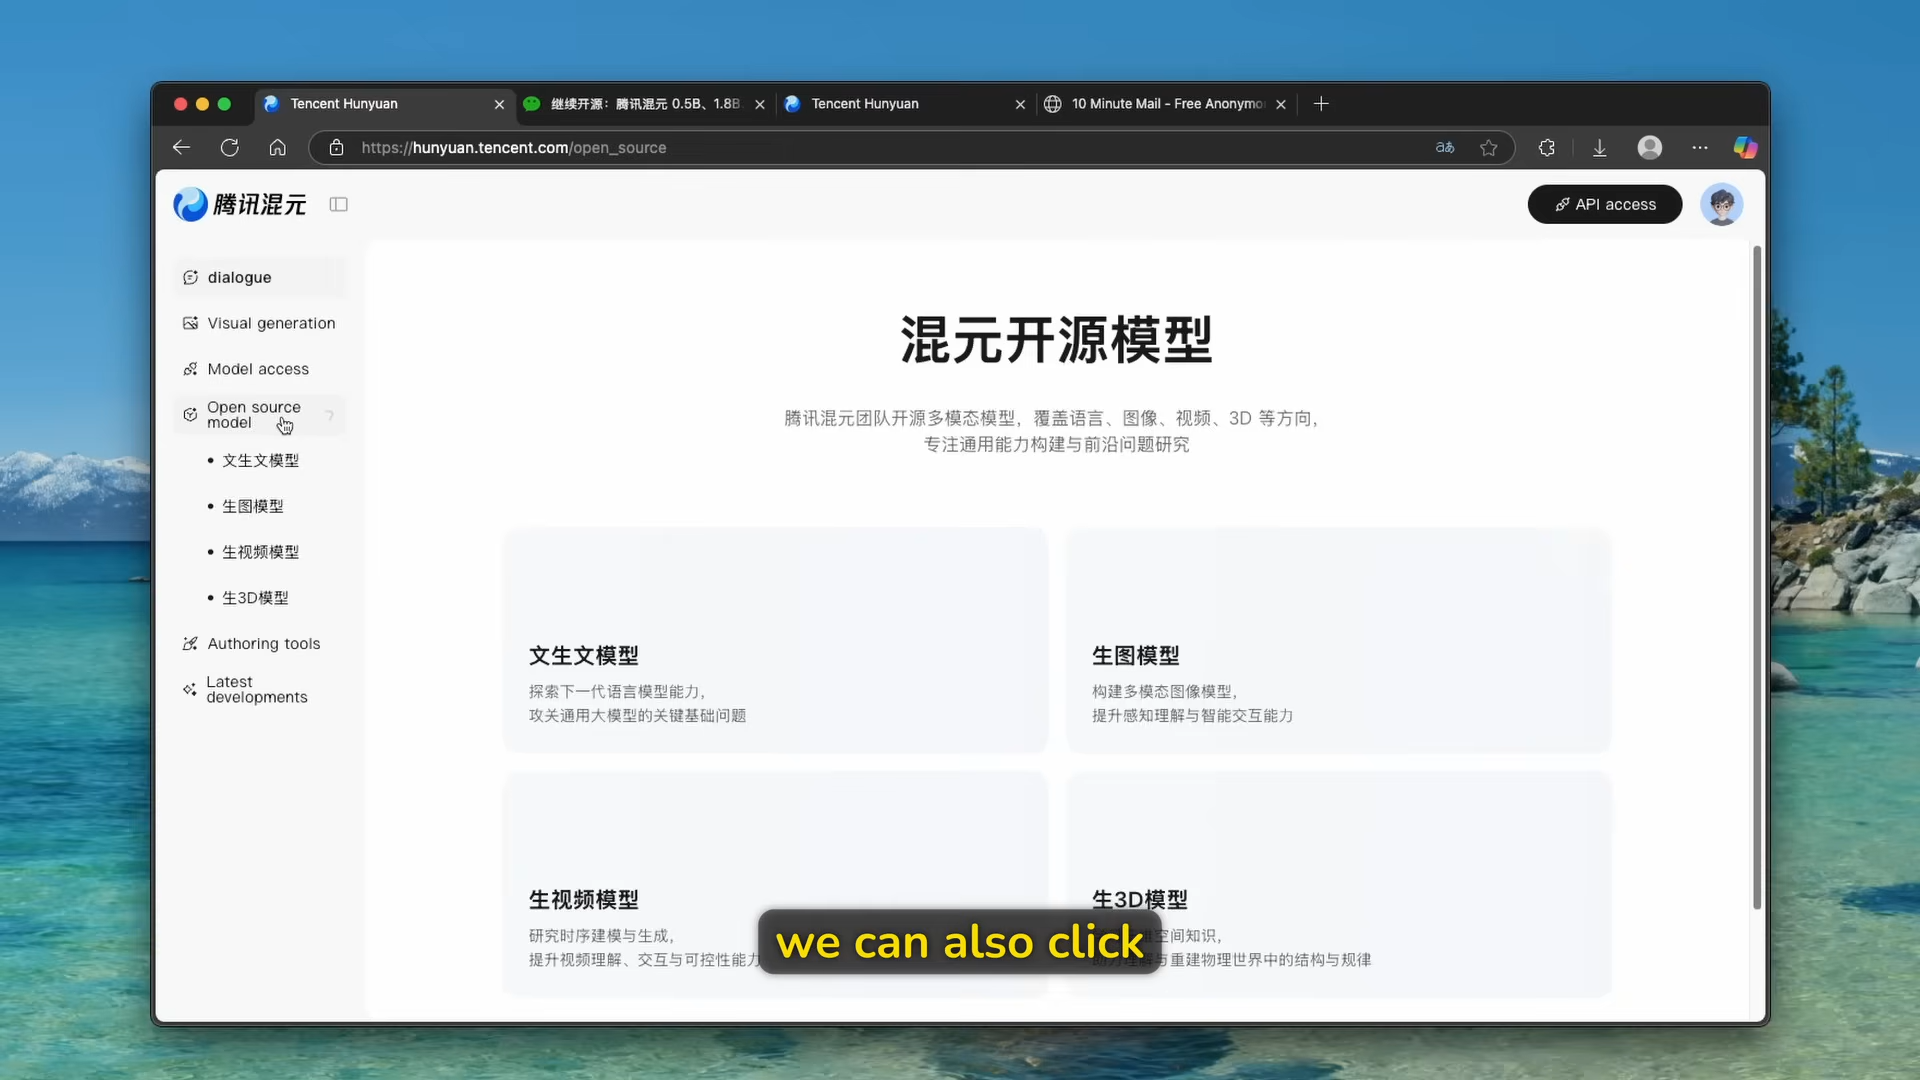 Tencent Hunyuan
继续开源：腾讯混元 0.5B、1.8B
Tencent Hunyuan
10 Minute Mail - Free Anonymo
https://hunyuan.tencent.com/open_source
腾讯混元
API access
dialogue
Visual generation
Model access
Open source
model
• 文生文模型
• 生图模型
• 生视频模型
• 生3D模型
Authoring tools
Latest
developments
混元开源模型
腾讯混元团队开源多模态模型，覆盖语言、图像、视频、3D 等方向，
专注通用能力构建与前沿问题研究
文生文模型
探索下一代语言模型能力，
攻关通用大模型的关键基础问题
生图模型
构建多模态图像模型，
提升感知理解与智能交互能力
生视频模型
研究时序建模与生成，
提升视频理解、交互与可控性能力
生3D模型
空间知识，
与重建物理世界中的结构与规律
we can also click